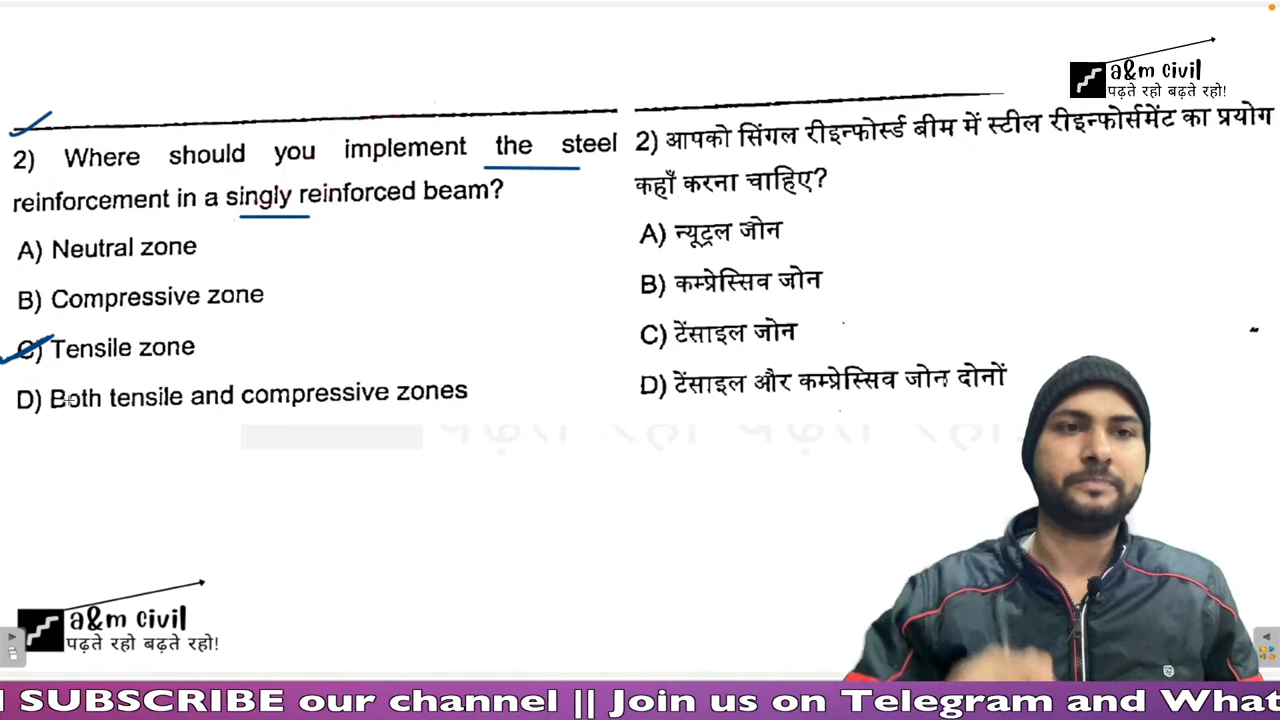 a&m civil
पढ़ते रहो बढ़ते रहो!
2) Where should you implement the steel
reinforcement in a singly reinforced beam?
A) Neutral zone
B) Compressive zone
C) Tensile zone
D) Both tensile and compressive zones
2) आपको सिंगल रीइन्फोर्स्ड बीम में स्टील रीइन्फोर्समेंट का प्रयोग
कहाँ करना चाहिए?
A) न्यूट्रल जोन
B) कम्प्रेस्सिव जोन
C) टेंसाइल जोन
D) टेंसाइल और कम्प्रेस्सिव जोन दोनों
a&m civil
पढ़ते रहो बढ़ते रहो!
SUBSCRIBE our channel || Join us on Telegram and What